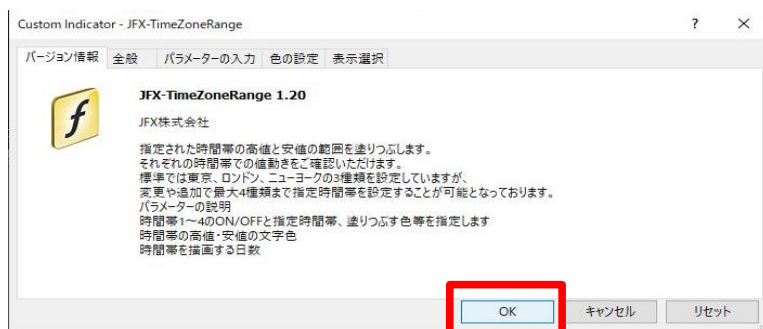 Custom Indicator - JFX-TimeZoneRange
バージョン情報 全般 パラメーターの入力 色の設定 表示選択
JFX-TimeZoneRange 1.20
JFX株式会社
指定された時間帯の高値と安値の範囲を塗りつぶします。
それぞれの時間帯での値動きをご確認いただけます。
標準では東京、ロンドン、ニューヨークの3種類を設定していますが、
変更や追加で最大4種類まで指定時間帯を設定することが可能となっております。
パラメーターの説明
時間帯1～4のON/OFFと指定時間帯、塗りつぶす色等を指定します
時間帯の高値・安値の文字色
時間帯を描画する日数
OK キャンセル リセット